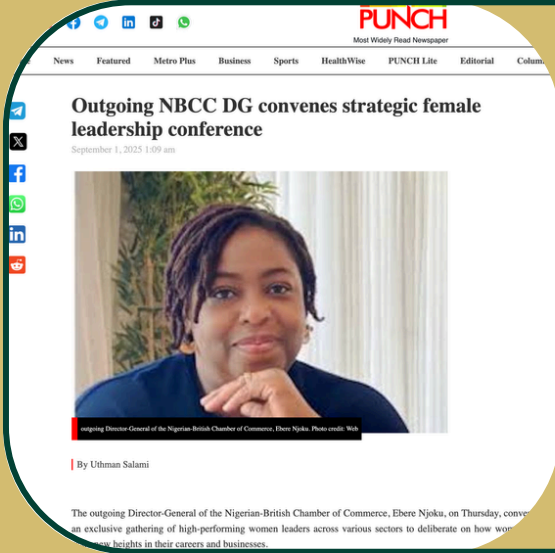 PUNCH
Most Widely Read Newspaper
News Featured Metro Plus Business Sports HealthWise PUNCH Lite Editorial
Outgoing NBCC DG convenes strategic female
leadership conference
September 1, 2025 1:09 am
outgoing Director-General of the Nigerian-British Chamber of Commerce, Ebere Njoku. Photo credit: Web
By Uthman Salami
The outgoing Director-General of the Nigerian-British Chamber of Commerce, Ebere Njoku, on Thursday,
an exclusive gathering of high-performing women leaders across various sectors to deliberate on how
new heights in their careers and businesses.